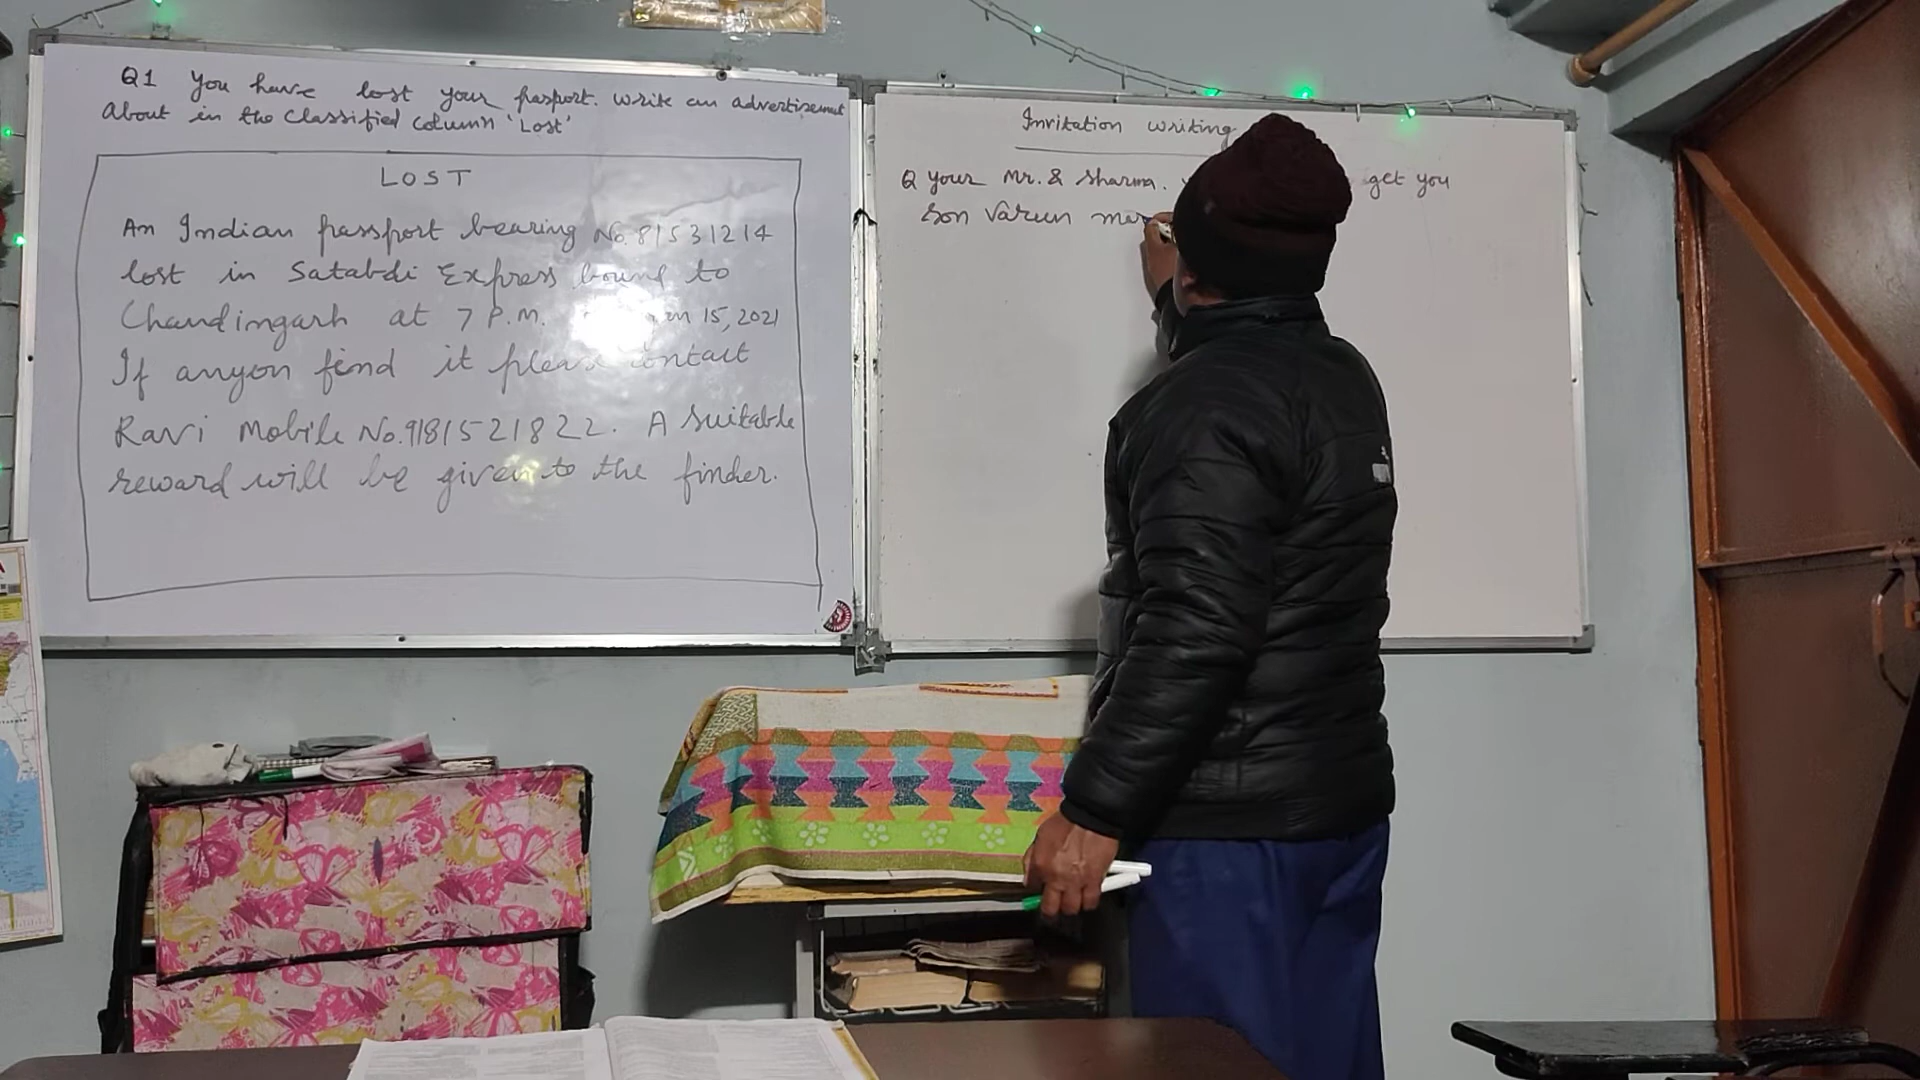 Q1 You have lost your passport. Write an advertizement
About in the Classified Column 'Lost'
LOST
An Indian passport bearing No. 81531214
lost in Satabdi Express bound to
Chandingarh at 7 P.M. 15, 2021
If anyon find it please contact
Ravi Mobile No. 9181521822. A suitable
reward will be given to the finder.
Invitation writing
Q your Mr. & Sharma. get you
son Varun mar